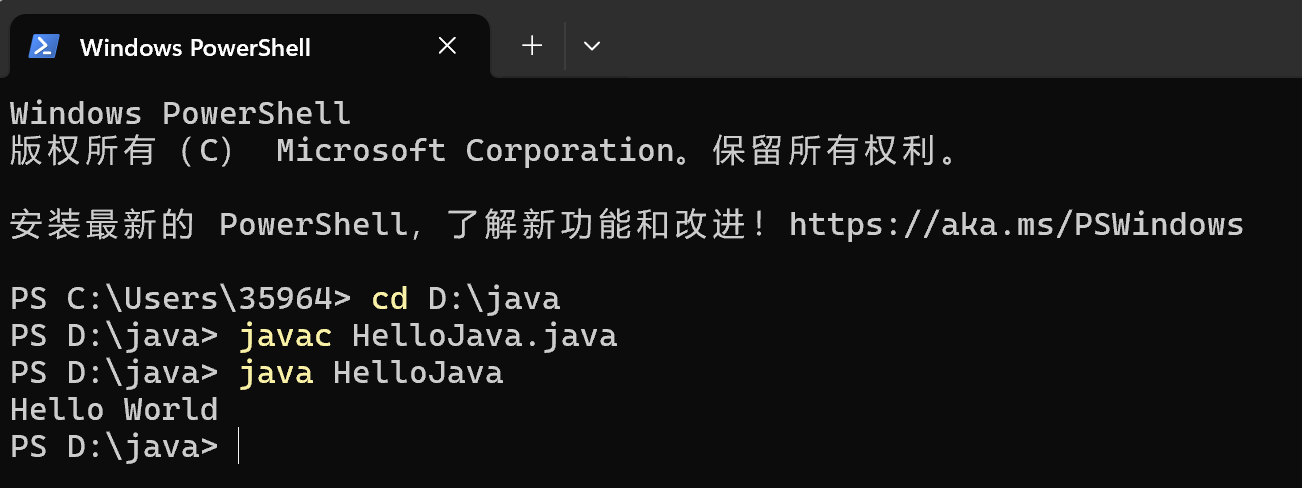 Windows PowerShell
Windows PowerShell
版权所有（C） Microsoft Corporation。保留所有权利。
安装最新的 PowerShell，了解新功能和改进！https://aka.ms/PSWindows
PS C:\Users\35964> cd D:\java
PS D:\java> javac HelloJava.java
PS D:\java> java HelloJava
Hello World
PS D:\java>